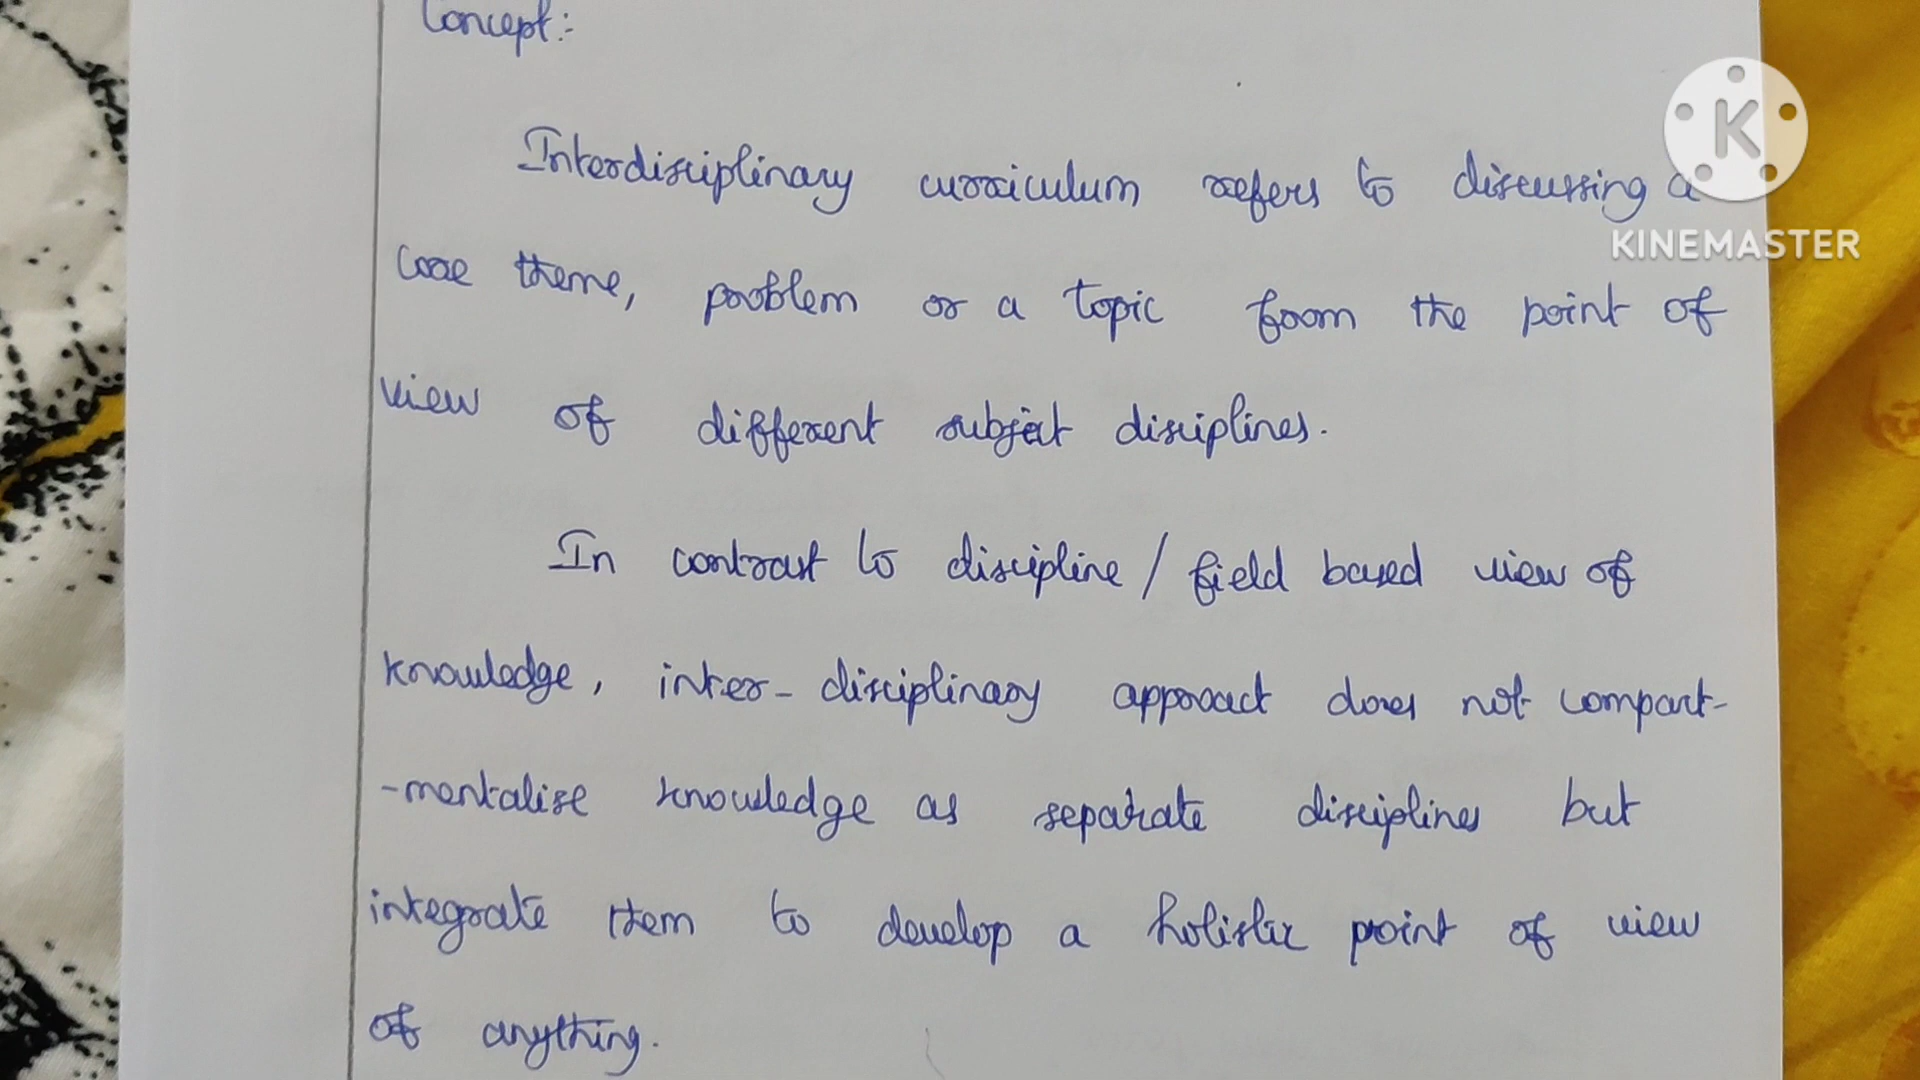 Concept:-
Interdisciplinary curriculum refers to discussing a
core theme, problem or a topic from the point of
view of different subject disciplines.
In contrast to discipline / field based view of
knowledge, inter-disciplinary approact does not compart-
-mentalise knowledge as separate disciplines but
integrate them to develop a holistic point of view
of anything.
K
KINEMASTER